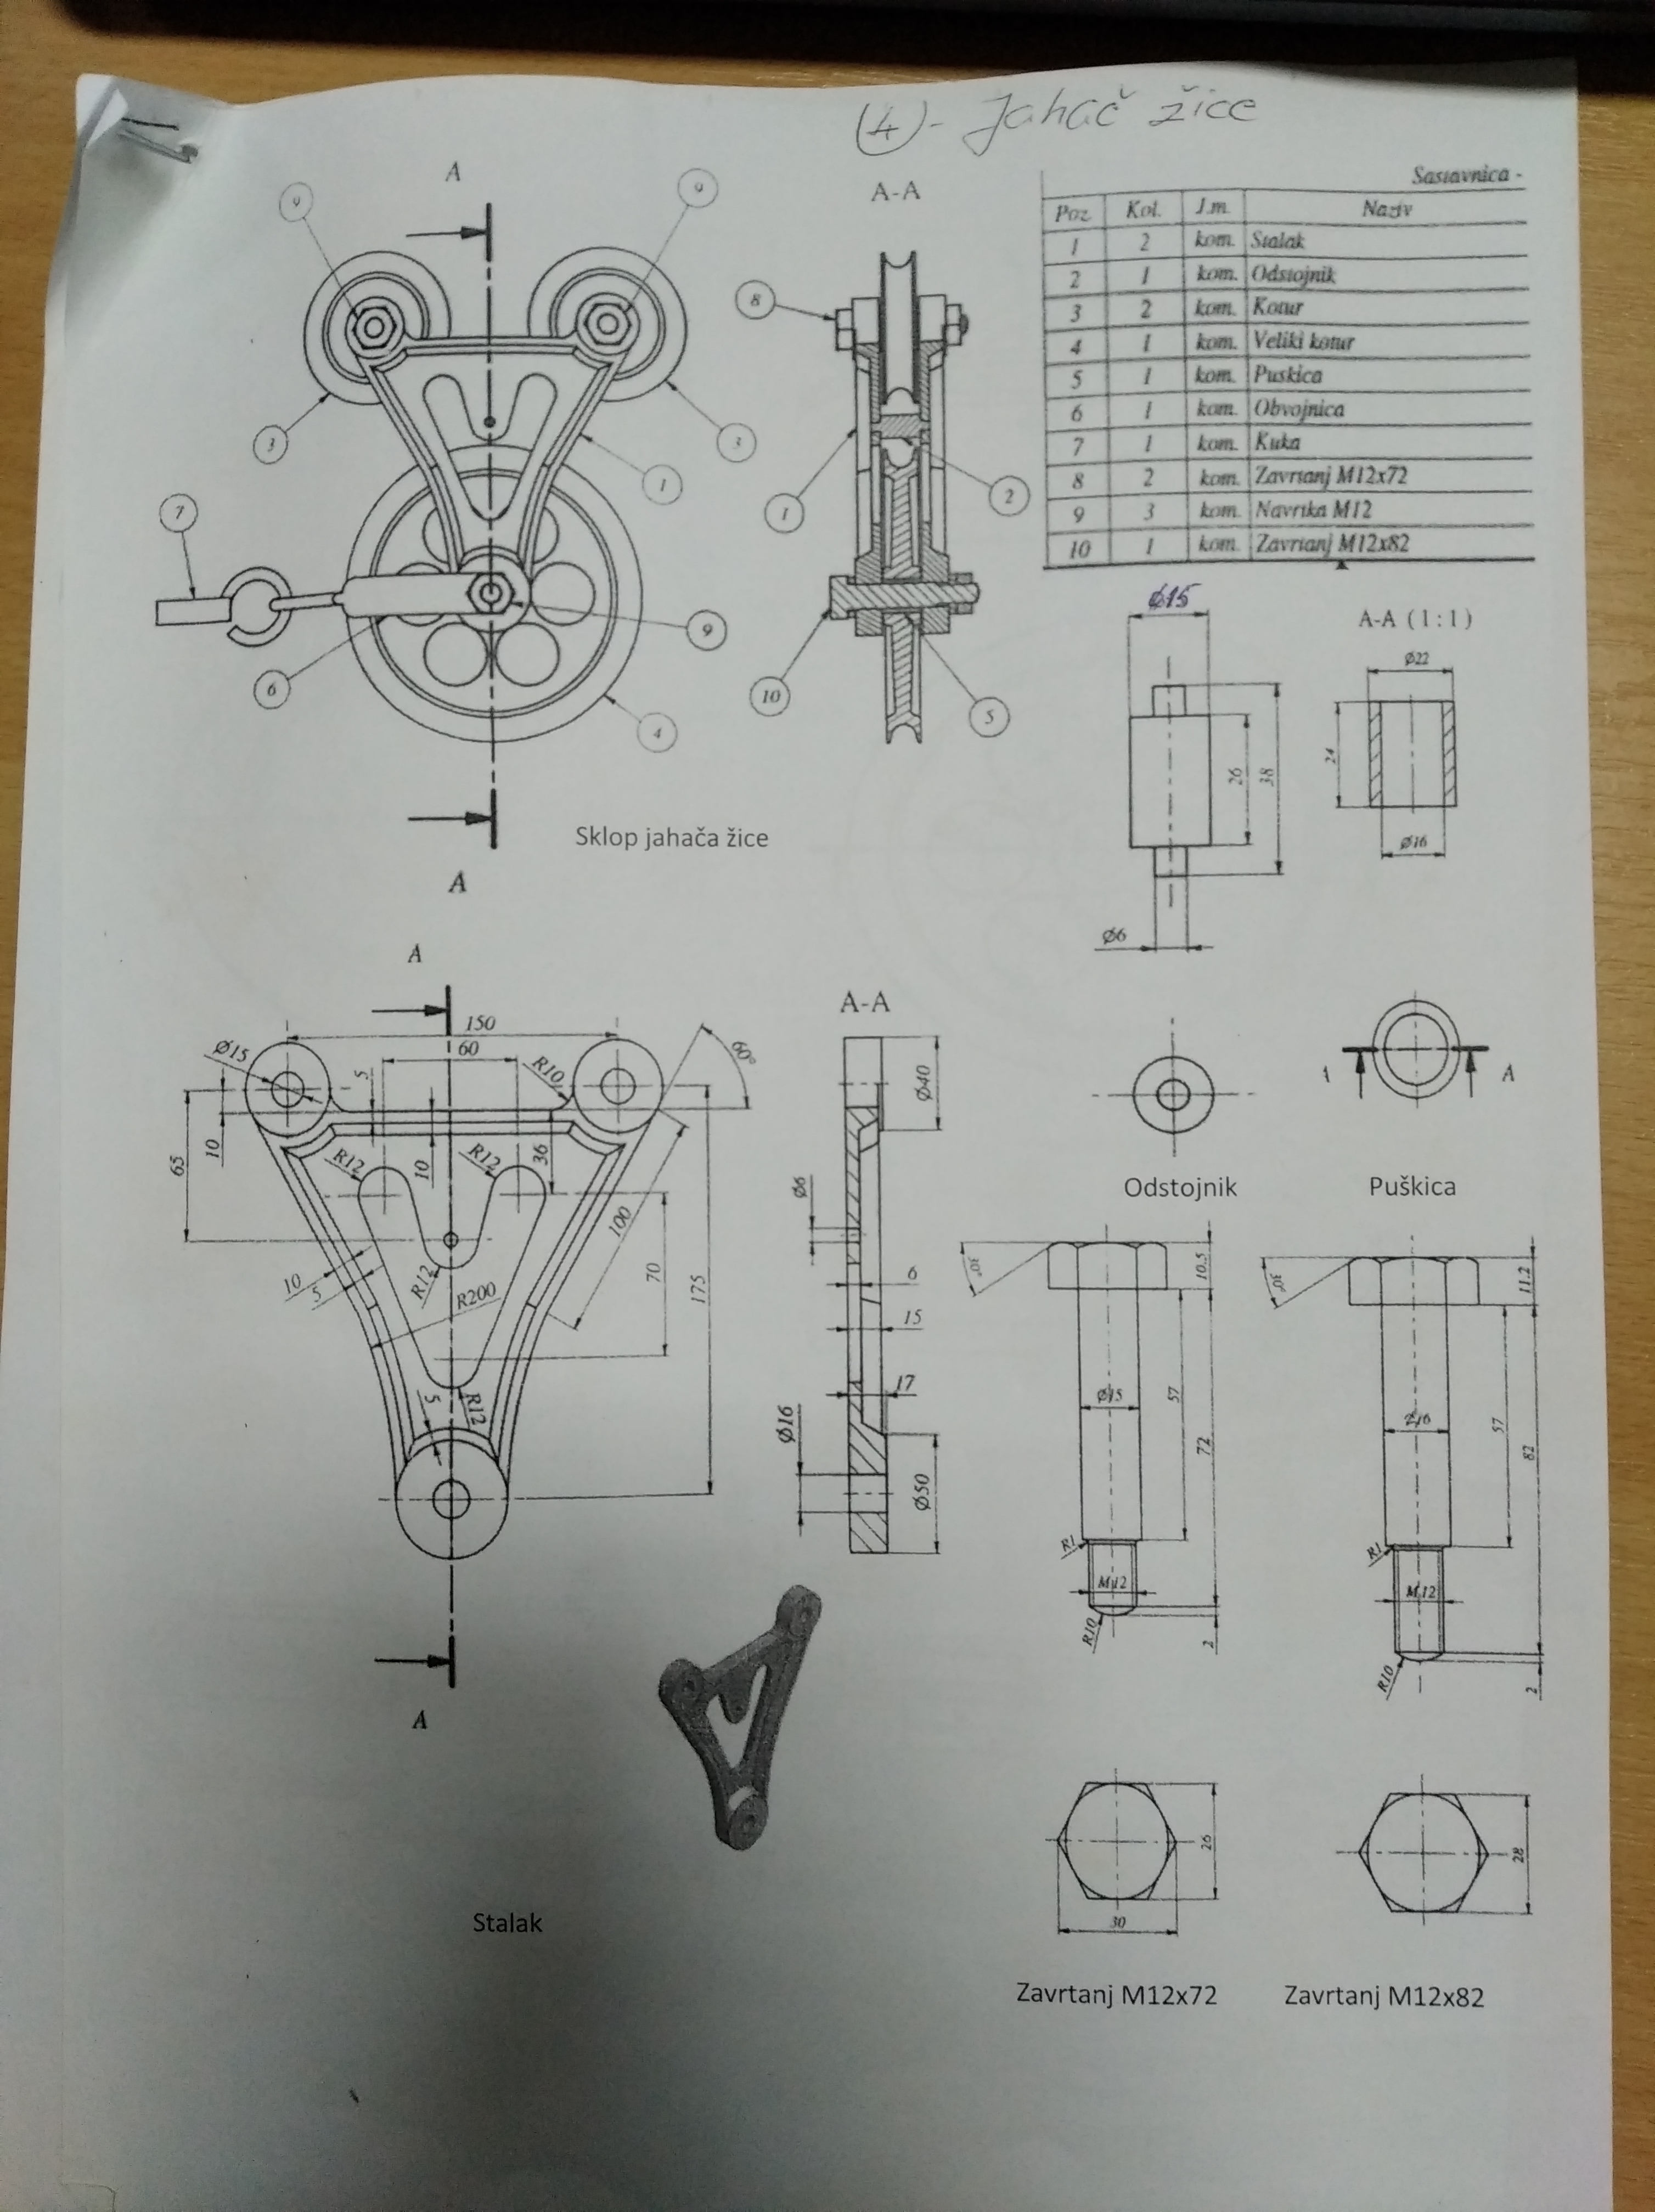 (4) - Jahač žice
A
A-A
9
9
8
3
3
1
7
1
2
6
9
10
5
4
A
Sklop jahača žice
Sastavnica -
Poz. Kol. J.m. Naziv
1 2 kom. Stalak
2 1 kom. Odstojnik
3 2 kom. Kotur
4 1 kom. Veliki kotur
5 1 kom. Puskica
6 1 kom. Obvojnica
7 1 kom. Kuka
8 2 kom. Zavrtanj M12x72
9 3 kom. Navrtka M12
10 1 kom. Zavrtanj M12x82
Ø15
26
38
Ø6
A-A (1:1)
Ø22
24
Ø16
A
Odstojnik
Puškica
A
150
60
Ø15
5
R10
60°
65
10
R12
10
R12
36
100
10
5
R12
R200
70
175
5
R12
A
Stalak
A-A
Ø40
Ø6
6
15
17
Ø16
Ø50
30°
10.5
Ø15
57
72
R1
M12
R10
2
26
30
Zavrtanj M12x72
30°
11.2
57
82
R1
M12
R10
2
28
Zavrtanj M12x82